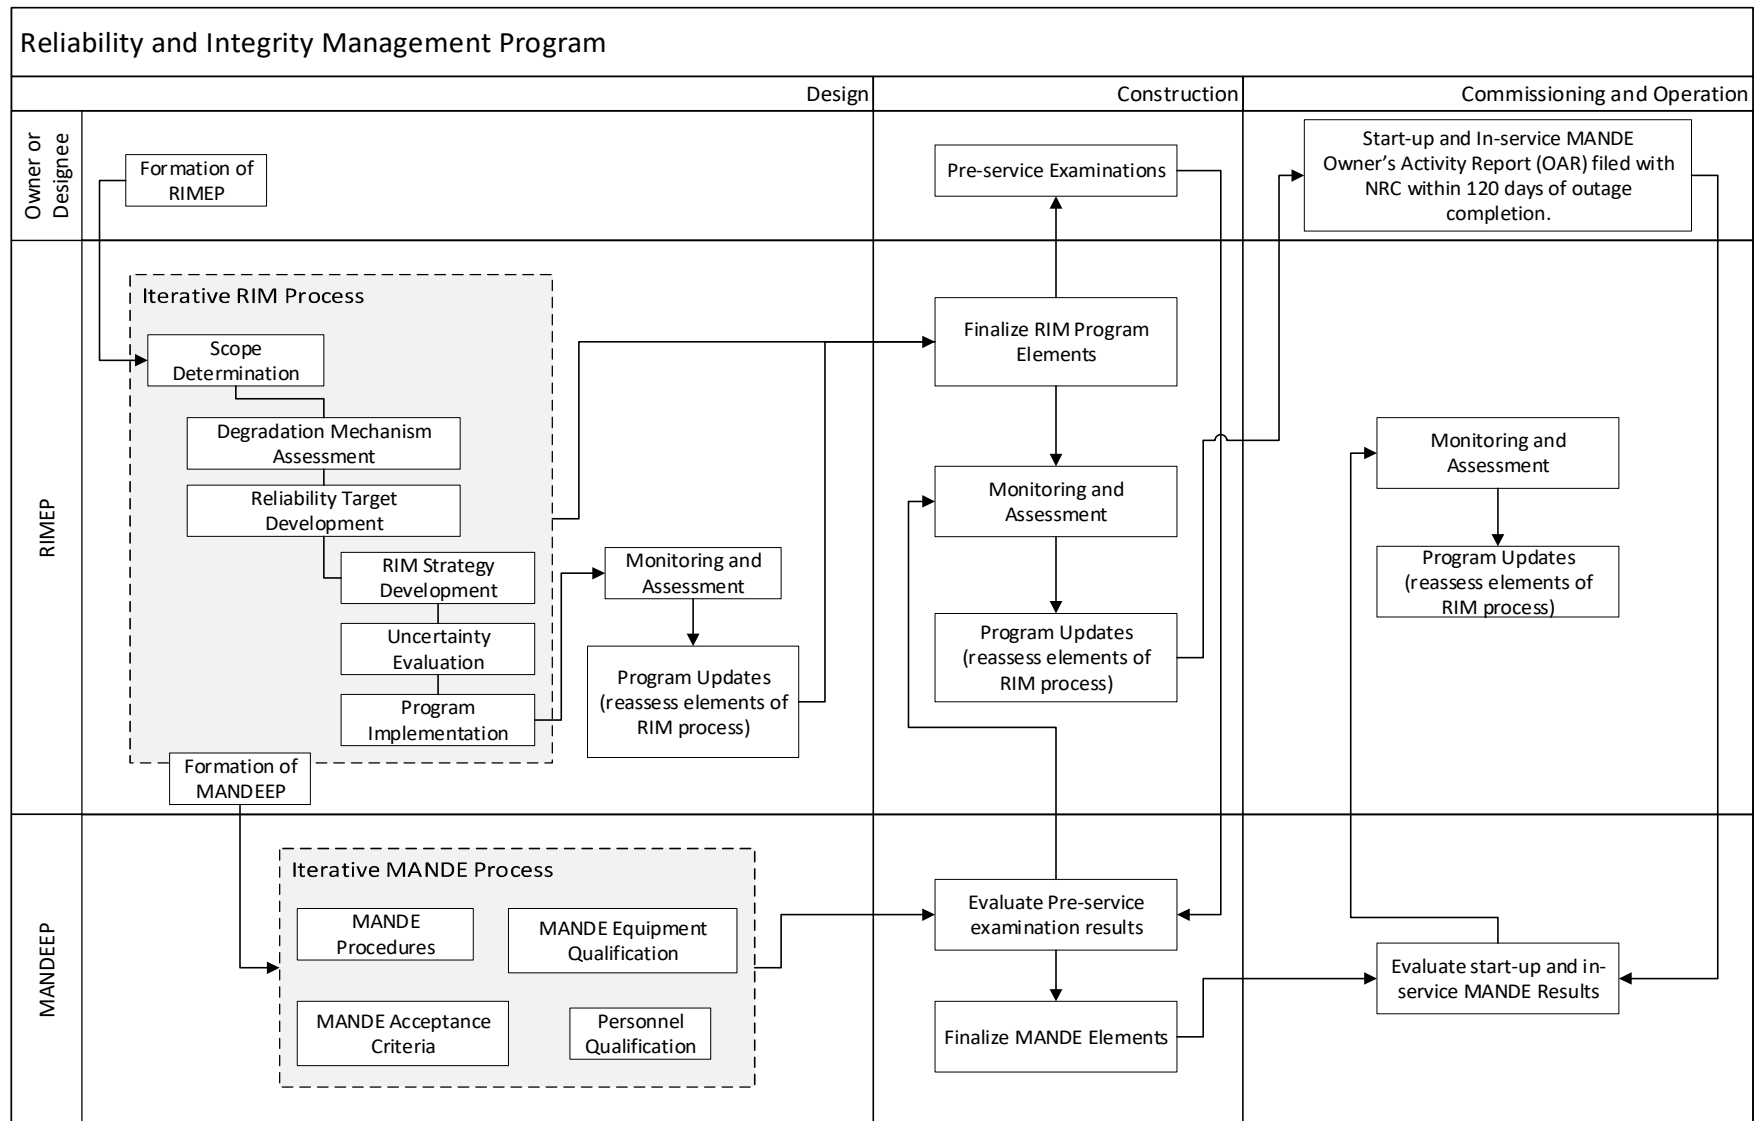 Reliability and Integrity Management Program
Design
Construction
Commissioning and Operation
Owner or
Designee
Formation of
RIMEP
Pre-service Examinations
Start-up and In-service MANDE
Owner's Activity Report (OAR) filed with
NRC within 120 days of outage
completion.
RIMEP
Iterative RIM Process
Scope
Determination
Degradation Mechanism
Assessment
Reliability Target
Development
RIM Strategy
Development
Uncertainty
Evaluation
Program
Implementation
Formation of
MANDEEP
Monitoring and
Assessment
Program Updates
(reassess elements of
RIM process)
Finalize RIM Program
Elements
Monitoring and
Assessment
Program Updates
(reassess elements of
RIM process)
Monitoring and
Assessment
Program Updates
(reassess elements of
RIM process)
MANDEEP
Iterative MANDE Process
MANDE
Procedures
MANDE Equipment
Qualification
MANDE Acceptance
Criteria
Personnel
Qualification
Evaluate Pre-service
examination results
Finalize MANDE Elements
Evaluate start-up and in-
service MANDE Results